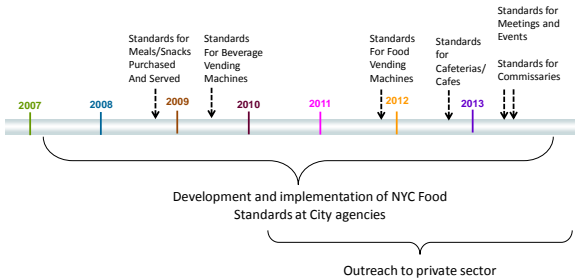 Standards for
Meals/Snacks
Purchased
And Served
Standards
For Beverage
Vending
Machines
Standards
For Food
Vending
Machines
Standards
for
Cafeterias/
Cafes
Standards for
Meetings and
Events
Standards for
Commissaries
2007
2008
2009
2010
2011
2012
2013
Development and implementation of NYC Food
Standards at City agencies
Outreach to private sector